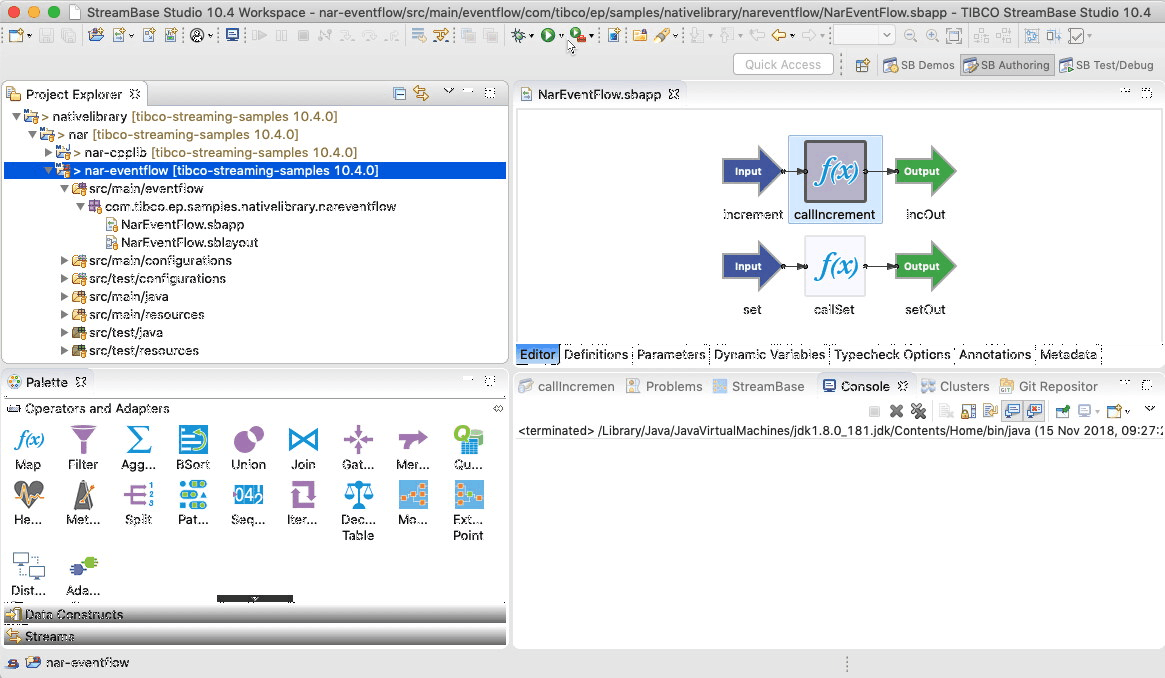 StreamBase Studio 10.4 Workspace - nar-eventflow/src/main/eventflow/com/tibco/ep/samples/nativelibrary/nareventflow/NarEventFlow.sbapp - TIBCO StreamBase Studio 10.4
Quick Access
SB Demos
SB Authoring
SB Test/Debug
Project Explorer
> nativelibrary [tibco-streaming-samples 10.4.0]
> nar [tibco-streaming-samples 10.4.0]
> nar-cpplib [tibco-streaming-samples 10.4.0]
> nar-eventflow [tibco-streaming-samples 10.4.0]
src/main/eventflow
com.tibco.ep.samples.nativelibrary.nareventflow
NarEventFlow.sbapp
NarEventFlow.sblayout
src/main/configurations
src/test/configurations
src/main/java
src/main/resources
src/test/java
src/test/resources
NarEventFlow.sbapp
Input f(x) Output
increment callIncrement incOut
Input f(x) Output
set callSet setOut
Editor Definitions Parameters Dynamic Variables Typecheck Options Annotations Metadata
Palette
Operators and Adapters
f(x)
Map Filter Agg... BSort Union Join Gat... Mer... Qu...
1 2 3 042
He... Met... Split Pat... Seq... Iter... Dec... Table Mo... Ext... Point
Dist... Ada...
Data Constructs
Streams
callIncremen Problems StreamBase Console Clusters Git Repositor
<terminated> /Library/Java/JavaVirtualMachines/jdk1.8.0_181.jdk/Contents/Home/bin/java (15 Nov 2018, 09:27:2
nar-eventflow